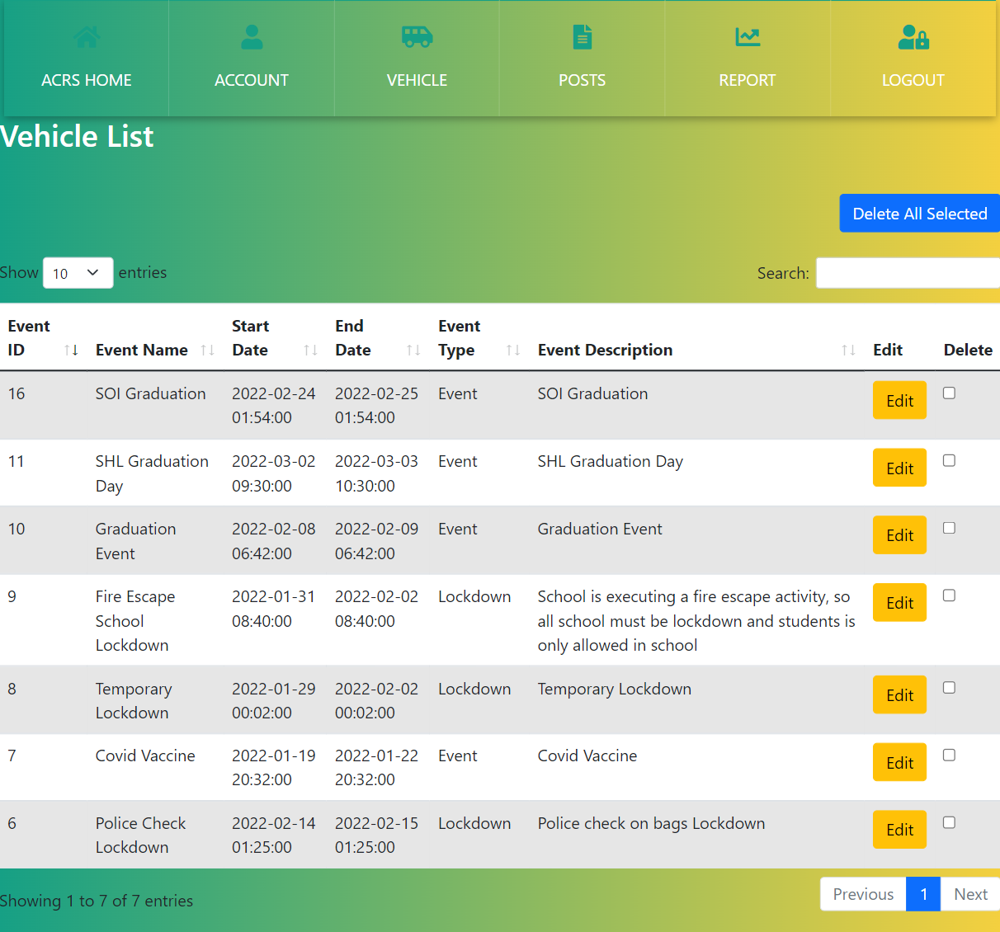 ACRS HOME ACCOUNT VEHICLE POSTS REPORT LOGOUT
Vehicle List
Delete All Selected
Show 10 entries Search:
Event ID Event Name Start Date End Date Event Type Event Description Edit Delete
16 SOI Graduation 2022-02-24 01:54:00 2022-02-25 01:54:00 Event SOI Graduation Edit
11 SHL Graduation Day 2022-03-02 09:30:00 2022-03-03 10:30:00 Event SHL Graduation Day Edit
10 Graduation Event 2022-02-08 06:42:00 2022-02-09 06:42:00 Event Graduation Event Edit
9 Fire Escape School Lockdown 2022-01-31 08:40:00 2022-02-02 08:40:00 Lockdown School is executing a fire escape activity, so all school must be lockdown and students is only allowed in school Edit
8 Temporary Lockdown 2022-01-29 00:02:00 2022-02-02 00:02:00 Lockdown Temporary Lockdown Edit
7 Covid Vaccine 2022-01-19 20:32:00 2022-01-22 20:32:00 Event Covid Vaccine Edit
6 Police Check Lockdown 2022-02-14 01:25:00 2022-02-15 01:25:00 Lockdown Police check on bags Lockdown Edit
Showing 1 to 7 of 7 entries Previous 1 Next